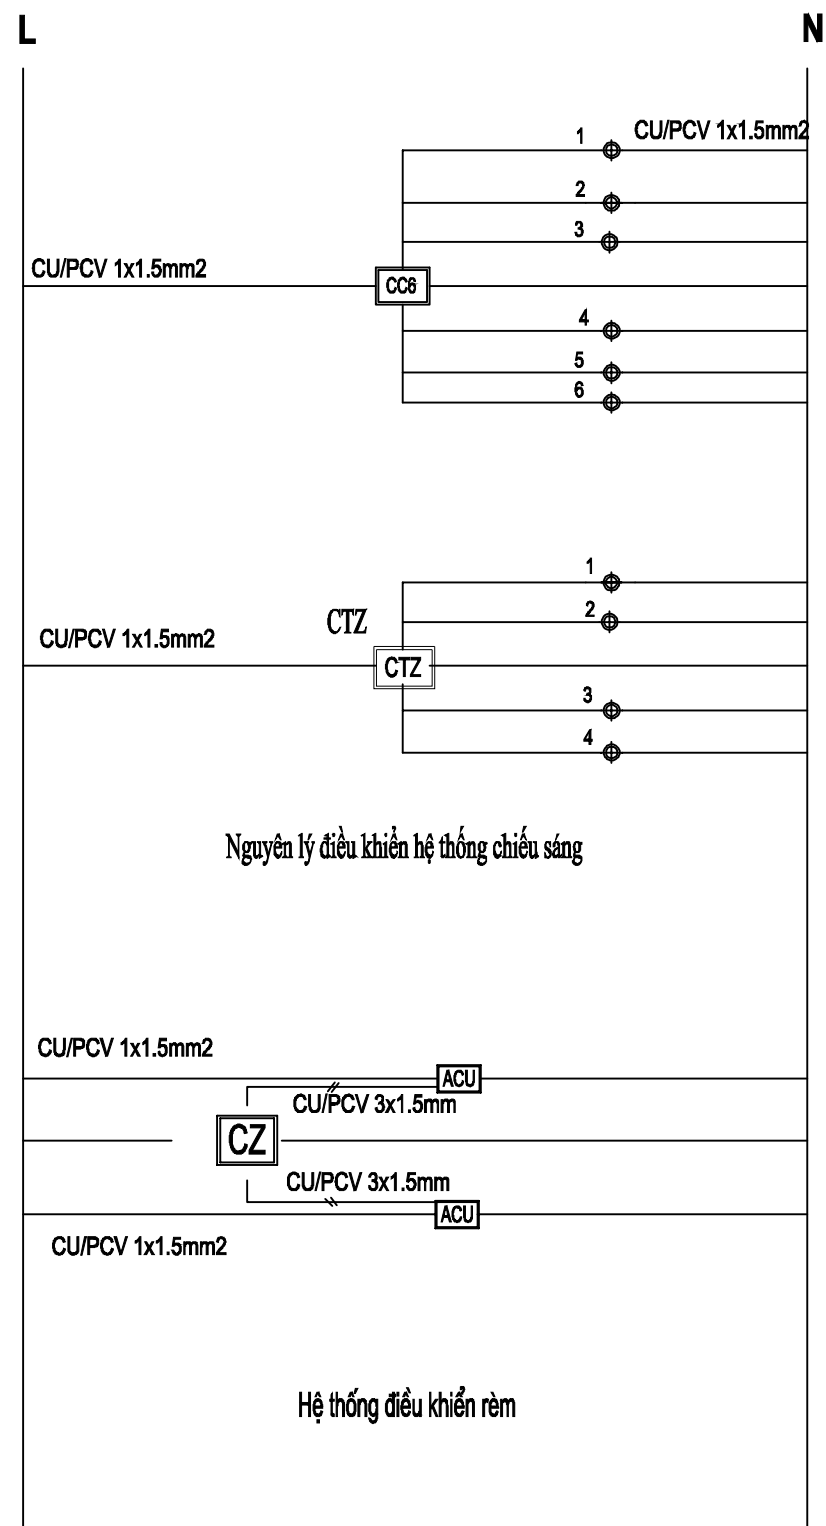 L N
1 CU/PCV 1x1.5mm2
2
3
CU/PCV 1x1.5mm2
CC6
4
5
6
1
2
CTZ
CU/PCV 1x1.5mm2
CTZ
3
4
Nguyên lý điều khiển hệ thống chiếu sáng
CU/PCV 1x1.5mm2
ACU
CU/PCV 3x1.5mm
CZ
CU/PCV 3x1.5mm
ACU
CU/PCV 1x1.5mm2
Hệ thống điều khiển rèm